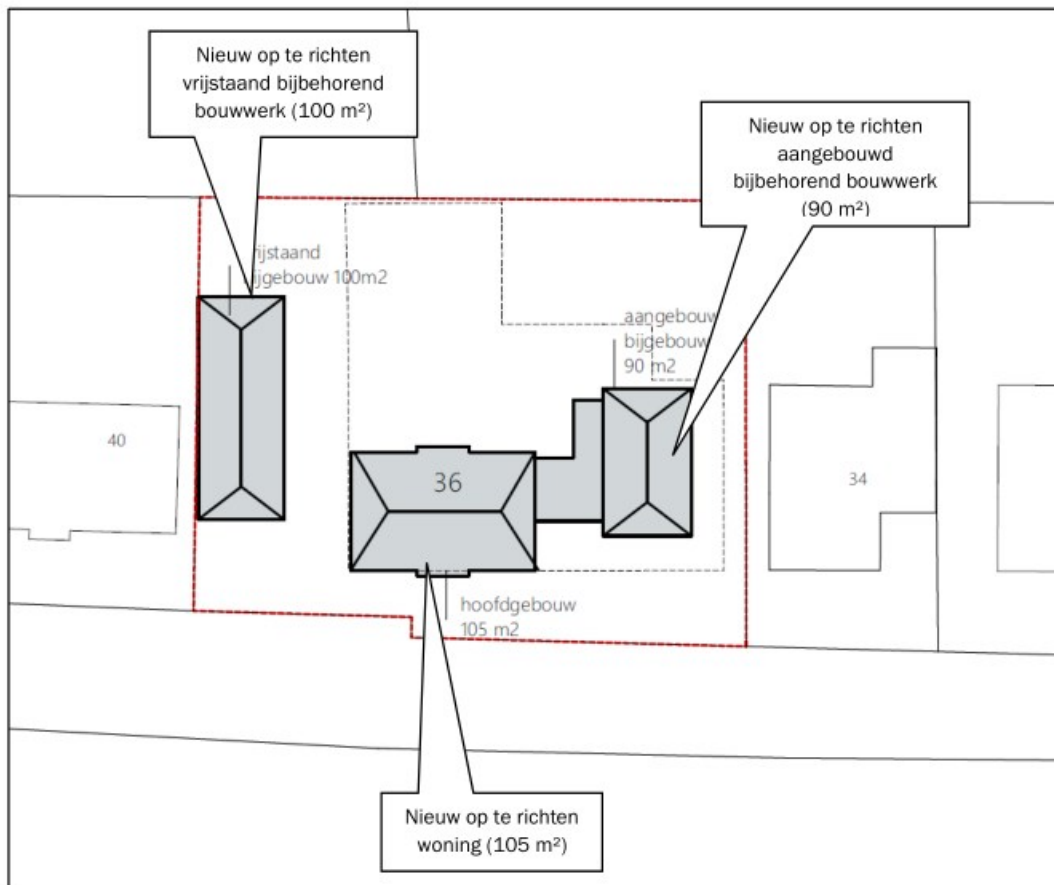 Nieuw op te richten
vrijstaand bijbehorend
bouwwerk (100 m²)
Nieuw op te richten
aangebouwd
bijbehorend bouwwerk
(90 m²)
rijstaand
ijgebouw 100m2
aangebouw
bijgebouw
90 m2
40
36
34
hoofdgebouw
105 m2
Nieuw op te richten
woning (105 m²)